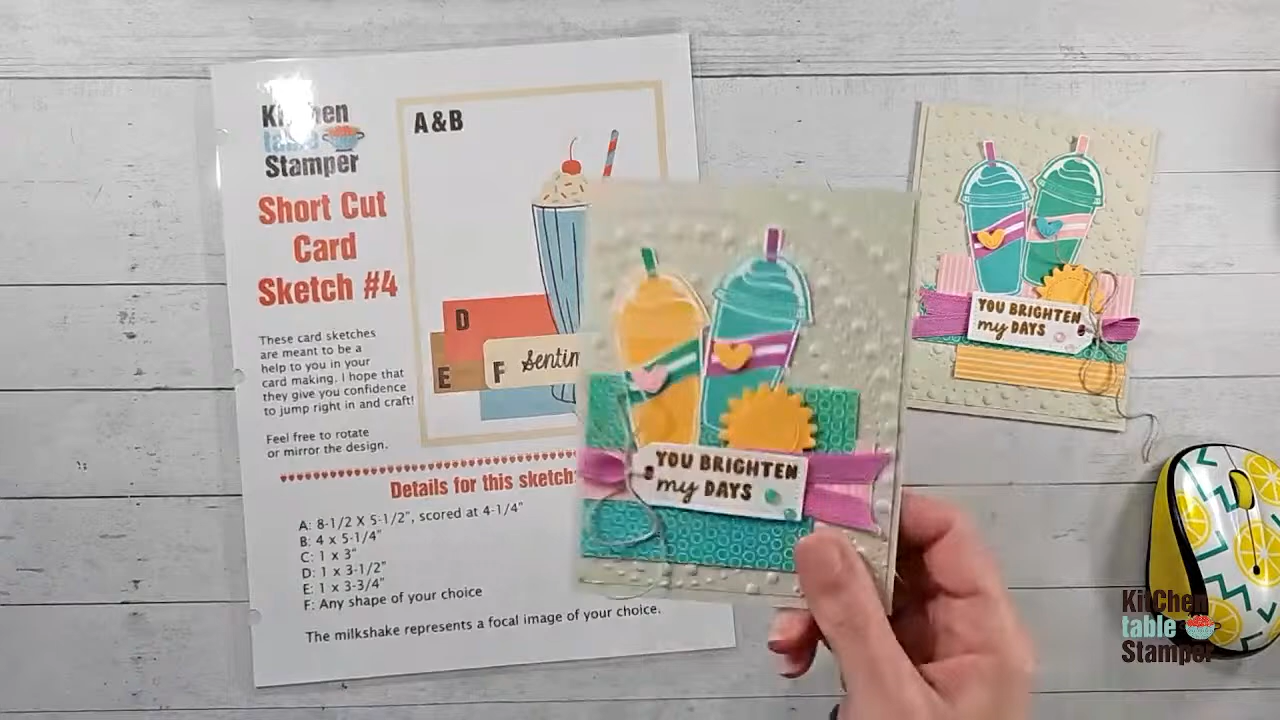 Kitchen
table
Stamper
Short Cut
Card
Sketch #4
These card sketches
are meant to be a
help to you in your
card making. I hope that
they give you confidence
to jump right in and craft!
Feel free to rotate
or mirror the design.
A & B
D
E
F
Details for this sketch:
A: 8-1/2 X 5-1/2", scored at 4-1/4"
B: 4 x 5-1/4"
C: 1 x 3"
D: 1 x 3-1/2"
E: 1 x 3-3/4"
F: Any shape of your choice
The milkshake represents a focal image of your choice.
YOU BRIGHTEN
my DAYS
YOU BRIGHTEN
my DAYS
Kitchen
table
Stamper